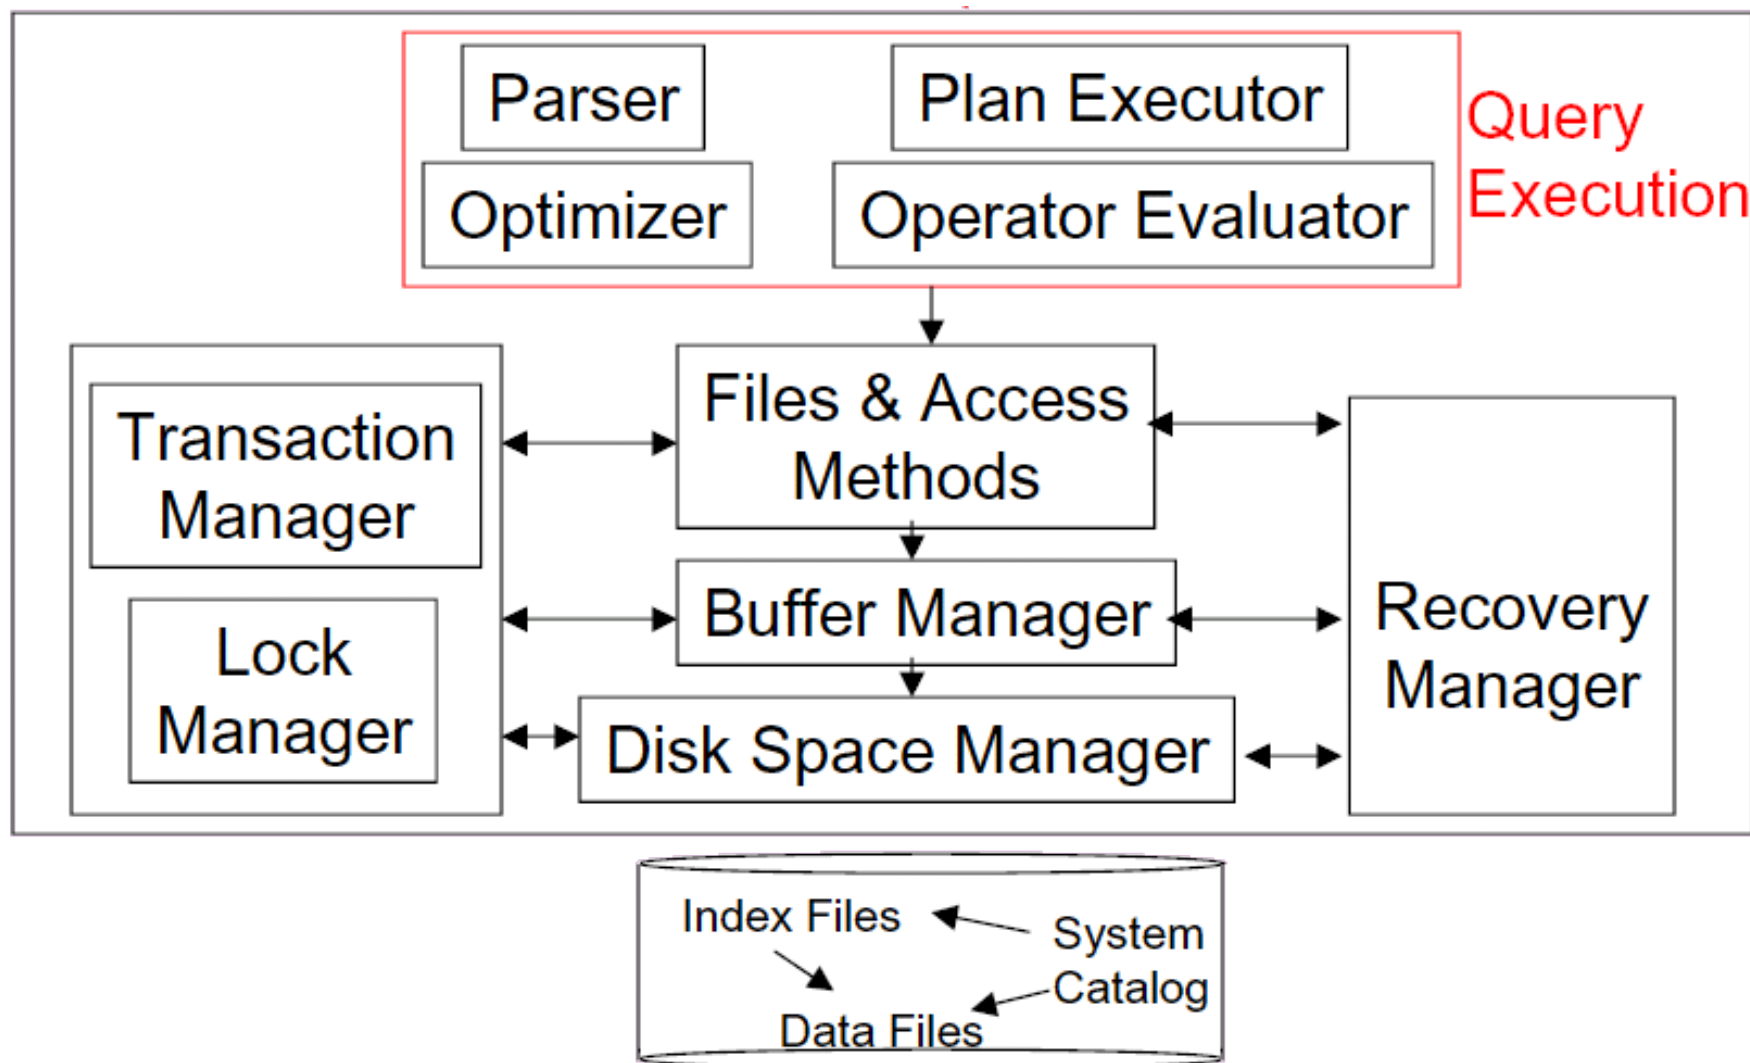 Parser
Plan Executor
Optimizer
Operator Evaluator
Query
Execution
Transaction
Manager
Lock
Manager
Files & Access
Methods
Buffer Manager
Disk Space Manager
Recovery
Manager
Index Files
System
Catalog
Data Files